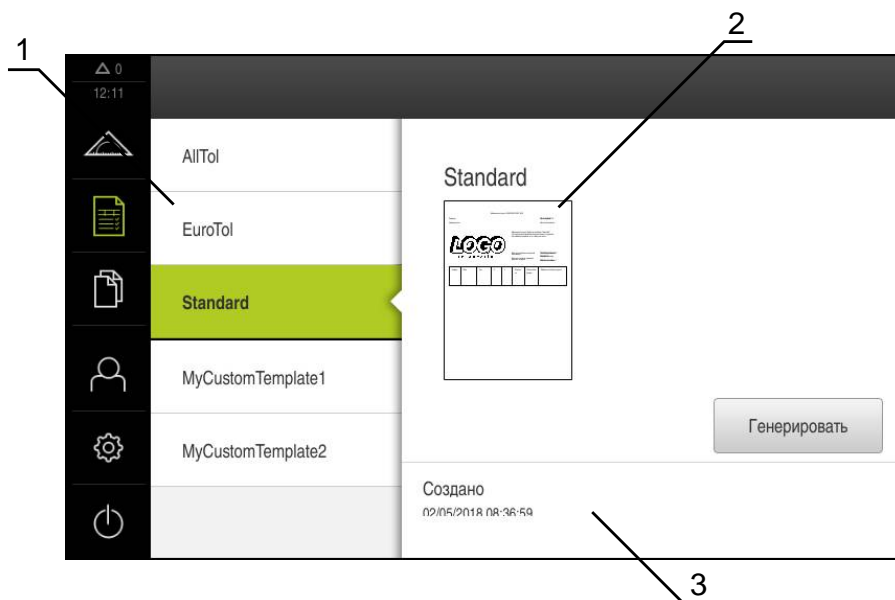 1
2
△ 0
12:11
AllTol
EuroTol
Standard
MyCustomTemplate1
MyCustomTemplate2
Standard
LOGO
Генерировать
Создано
02/05/2018 08:36:59
3